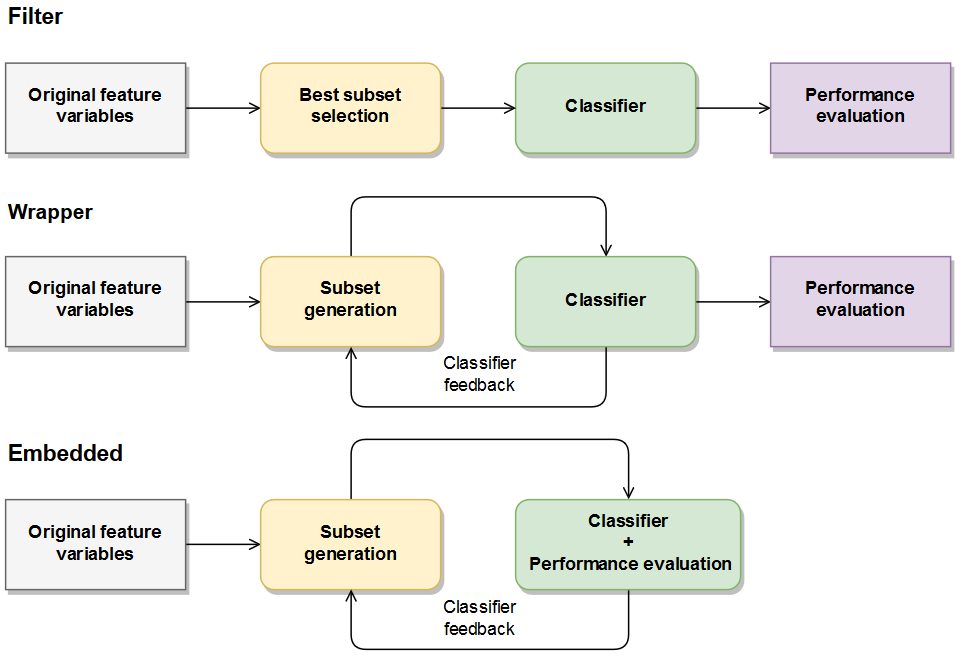 Filter
Original feature
variables
Best subset
selection
Classifier
Performance
evaluation
Wrapper
Original feature
variables
Subset
generation
Classifier
Performance
evaluation
Classifier
feedback
Embedded
Original feature
variables
Subset
generation
Classifier
+
Performance evaluation
Classifier
feedback